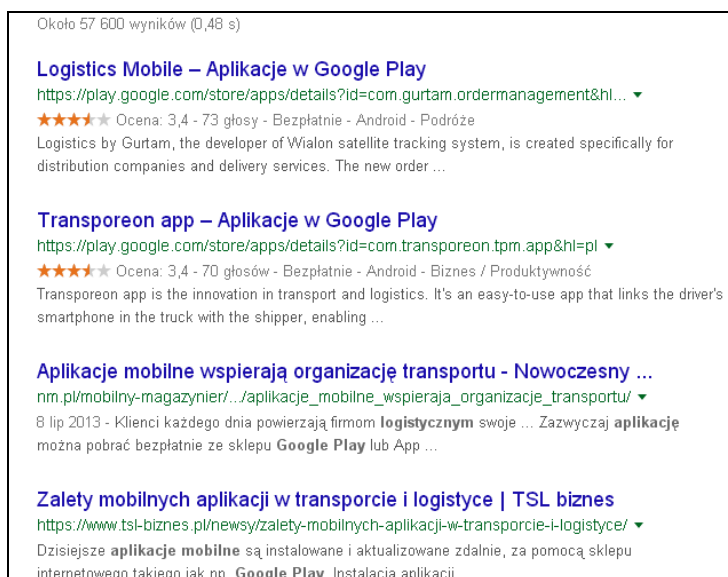 Około 57 600 wyników (0,48 s)
Logistics Mobile – Aplikacje w Google Play
https://play.google.com/store/apps/details?id=com.gurtam.ordermanagement&hl...
Ocena: 3,4 - 73 głosy - Bezpłatnie - Android - Podróże
Logistics by Gurtam, the developer of Wialon satellite tracking system, is created specifically for
distribution companies and delivery services. The new order ...
Transporeon app – Aplikacje w Google Play
https://play.google.com/store/apps/details?id=com.transporeon.tpm.app&hl=pl
Ocena: 3,4 - 70 głosów - Bezpłatnie - Android - Biznes / Produktywność
Transporeon app is the innovation in transport and logistics. It's an easy-to-use app that links the driver's
smartphone in the truck with the shipper, enabling ...
Aplikacje mobilne wspierają organizację transportu - Nowoczesny ...
nm.pl/mobilny-magazynier/.../aplikacje_mobilne_wspieraja_organizacje_transportu/
8 lip 2013 - Klienci każdego dnia powierzają firmom logistycznym swoje ... Zazwyczaj aplikację
można pobrać bezpłatnie ze sklepu Google Play lub App ...
Zalety mobilnych aplikacji w transporcie i logistyce | TSL biznes
https://www.tsl-biznes.pl/newsy/zalety-mobilnych-aplikacji-w-transporcie-i-logistyce/
Dzisiejsze aplikacje mobilne są instalowane i aktualizowane zdalnie, za pomocą sklepu
internetowego takiego jak np. Google Play. Instalacja aplikacji